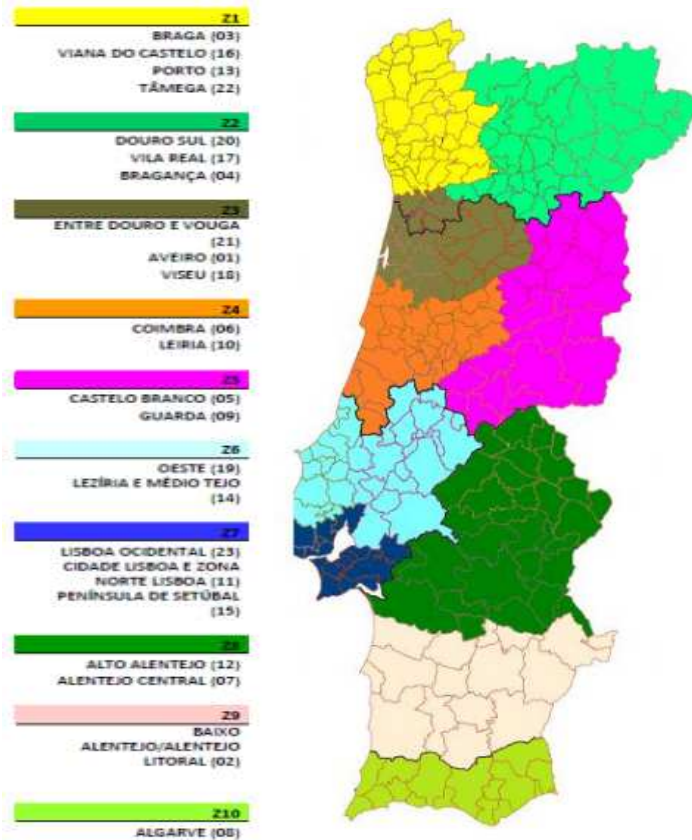 Z1
BRAGA (03)
VIANA DO CASTELO (16)
PORTO (13)
TÂMEGA (22)
Z2
DOURO SUL (20)
VILA REAL (17)
BRAGANÇA (04)
Z3
ENTRE DOURO E VOUGA
(21)
AVEIRO (01)
VISEU (18)
Z4
COIMBRA (06)
LEIRIA (10)
Z5
CASTELO BRANCO (05)
GUARDA (09)
Z6
OESTE (19)
LEZÍRIA E MÉDIO TEJO
(14)
Z7
LISBOA OCIDENTAL (23)
CIDADE LISBOA E ZONA
NORTE LISBOA (11)
PENÍNSULA DE SETÚBAL
(15)
Z8
ALTO ALENTEJO (12)
ALENTEJO CENTRAL (07)
Z9
BAIXO
ALENTEJO/ALENTEJO
LITORAL (02)
Z10
ALGARVE (08)